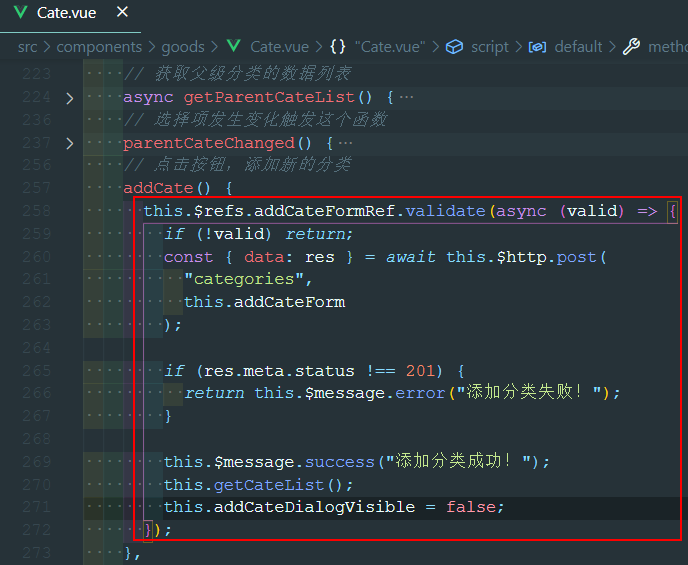 Cate.vue ×
src > components > goods > Cate.vue > {} "Cate.vue" > script > default > metho
223 // 获取父级分类的数据列表
224 async getParentCateList() {…
236 // 选择项发生变化触发这个函数
237 parentCateChanged() {…
256 // 点击按钮，添加新的分类
257 addCate() {
258 this.$refs.addCateFormRef.validate(async (valid) => {
259 if (!valid) return;
260 const { data: res } = await this.$http.post(
261 "categories",
262 this.addCateForm
263 );
264
265 if (res.meta.status !== 201) {
266 return this.$message.error("添加分类失败！");
267 }
268
269 this.$message.success("添加分类成功！");
270 this.getCateList();
271 this.addCateDialogVisible = false;
272 });
273 },